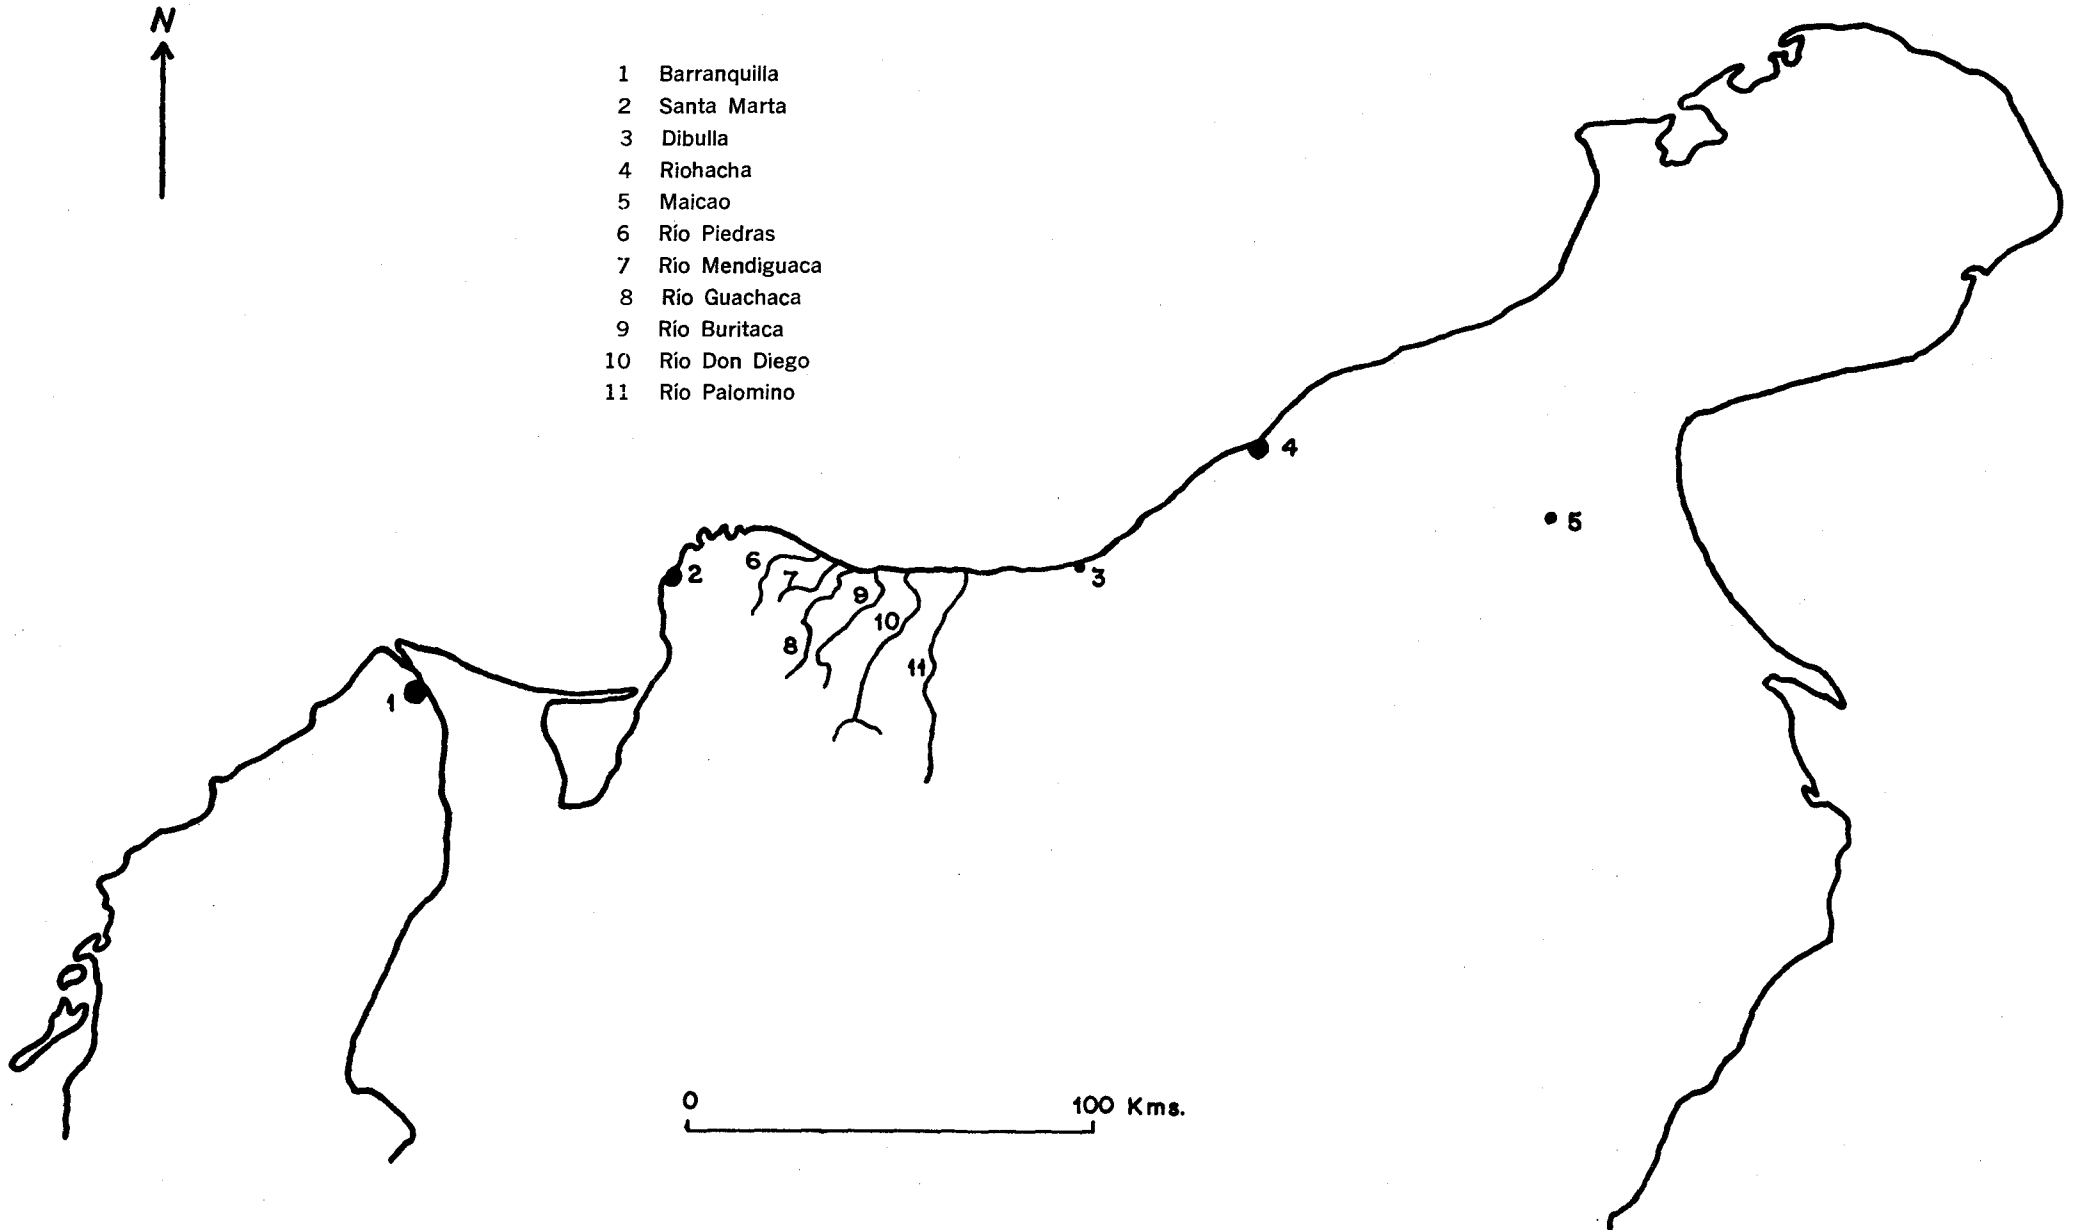 N
1 Barranquilla
2 Santa Marta
3 Dibulla
4 Riohacha
5 Maicao
6 Río Piedras
7 Río Mendiguaca
8 Río Guachaca
9 Río Buritaca
10 Río Don Diego
11 Río Palomino
4
5
6
2
7
3
9
10
8
11
1
0 100 Kms.